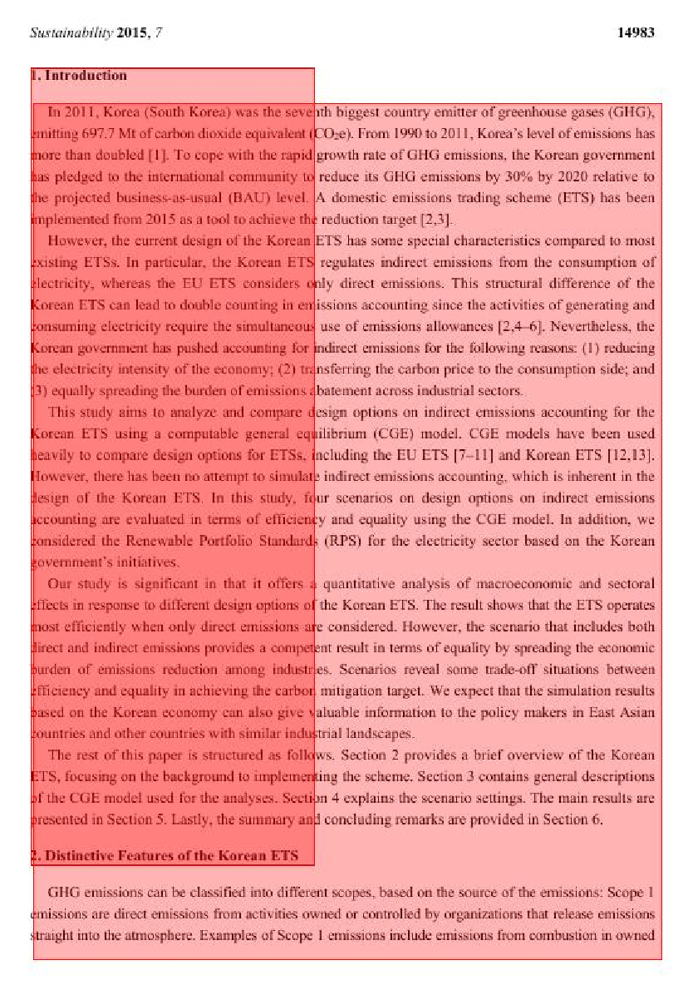 Sustainability 2015, 7 14983
1. Introduction
In 2011, Korea (South Korea) was the seventh biggest country emitter of greenhouse gases (GHG),
emitting 697.7 Mt of carbon dioxide equivalent (CO₂e). From 1990 to 2011, Korea's level of emissions has
more than doubled [1]. To cope with the rapid growth rate of GHG emissions, the Korean government
has pledged to the international community to reduce its GHG emissions by 30% by 2020 relative to
the projected business-as-usual (BAU) level. A domestic emissions trading scheme (ETS) has been
implemented from 2015 as a tool to achieve the reduction target [2,3].
However, the current design of the Korean ETS has some special characteristics compared to most
existing ETSs. In particular, the Korean ETS regulates indirect emissions from the consumption of
electricity, whereas the EU ETS considers only direct emissions. This structural difference of the
Korean ETS can lead to double counting in emissions accounting since the activities of generating and
consuming electricity require the simultaneous use of emissions allowances [2,4–6]. Nevertheless, the
Korean government has pushed accounting for indirect emissions for the following reasons: (1) reducing
the electricity intensity of the economy; (2) transferring the carbon price to the consumption side; and
(3) equally spreading the burden of emissions abatement across industrial sectors.
This study aims to analyze and compare design options on indirect emissions accounting for the
Korean ETS using a computable general equilibrium (CGE) model. CGE models have been used
heavily to compare design options for ETSs, including the EU ETS [7–11] and Korean ETS [12,13].
However, there has been no attempt to simulate indirect emissions accounting, which is inherent in the
design of the Korean ETS. In this study, four scenarios on design options on indirect emissions
accounting are evaluated in terms of efficiency and equality using the CGE model. In addition, we
considered the Renewable Portfolio Standards (RPS) for the electricity sector based on the Korean
government's initiatives.
Our study is significant in that it offers a quantitative analysis of macroeconomic and sectoral
effects in response to different design options of the Korean ETS. The result shows that the ETS operates
most efficiently when only direct emissions are considered. However, the scenario that includes both
direct and indirect emissions provides a competent result in terms of equality by spreading the economic
burden of emissions reduction among industries. Scenarios reveal some trade-off situations between
efficiency and equality in achieving the carbon mitigation target. We expect that the simulation results
based on the Korean economy can also give valuable information to the policy makers in East Asian
countries and other countries with similar industrial landscapes.
The rest of this paper is structured as follows. Section 2 provides a brief overview of the Korean
ETS, focusing on the background to implementing the scheme. Section 3 contains general descriptions
of the CGE model used for the analyses. Section 4 explains the scenario settings. The main results are
presented in Section 5. Lastly, the summary and concluding remarks are provided in Section 6.
2. Distinctive Features of the Korean ETS
GHG emissions can be classified into different scopes, based on the source of the emissions: Scope 1
emissions are direct emissions from activities owned or controlled by organizations that release emissions
straight into the atmosphere. Examples of Scope 1 emissions include emissions from combustion in owned